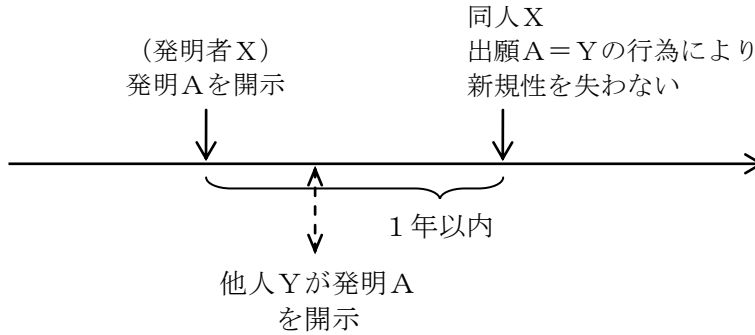 （発明者Ｘ）
発明Ａを開示
同人Ｘ
出願Ａ＝Ｙの行為により
新規性を失わない
１年以内
他人Ｙが発明Ａ
を開示